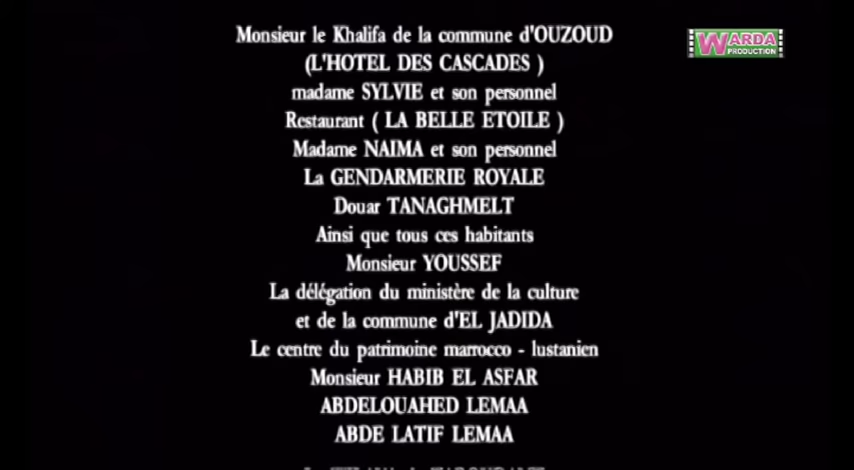 Monsieur le Khalifa de la commune d'OUZOUD
(L'HOTEL DES CASCADES )
madame SYLVIE et son personnel
Restaurant ( LA BELLE ETOILE )
Madame NAIMA et son personnel
La GENDARMERIE ROYALE
Douar TANAGHMELT
Ainsi que tous ces habitants
Monsieur YOUSSEF
La délégation du ministère de la culture
et de la commune d'EL JADIDA
Le centre du patrimoine marrocco - lustanien
Monsieur HABIB EL ASFAR
ABDELOUAHED LEMAA
ABDE LATIF LEMAA
WARDA
PRODUCTION